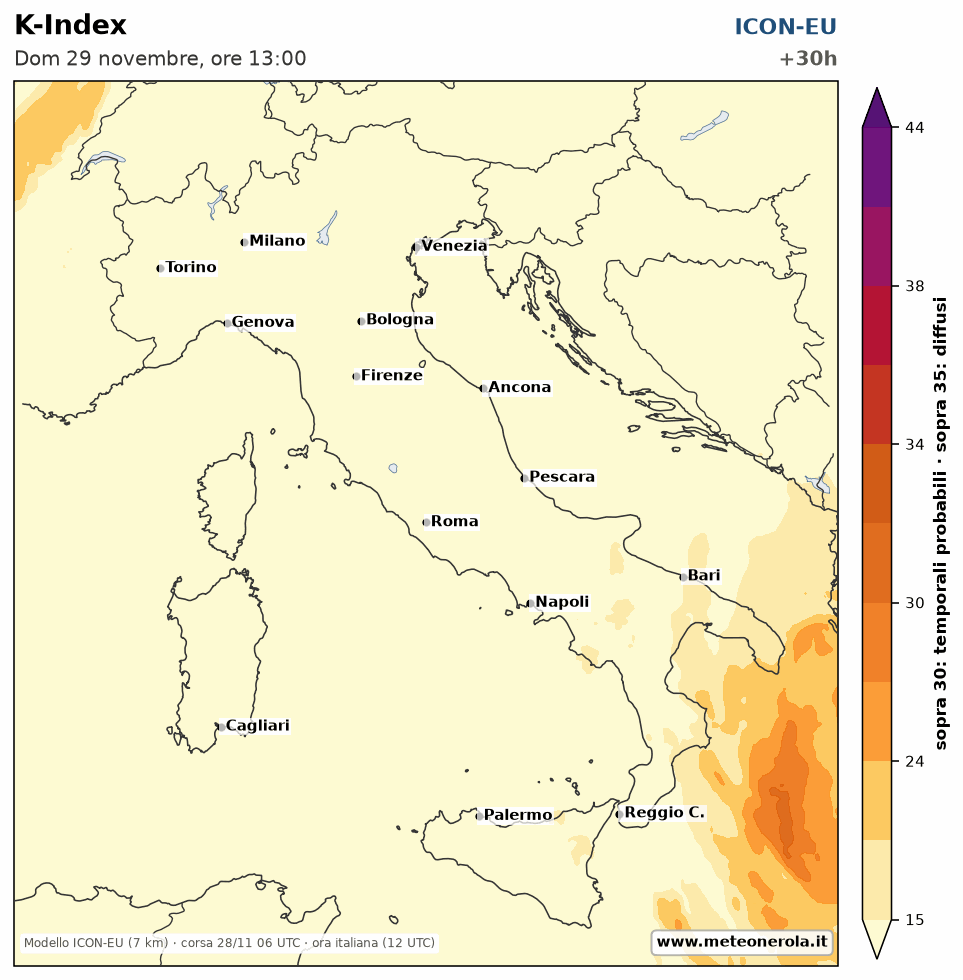 K-Index
ICON-EU
Dom 29 novembre, ore 13:00
+30h
44
38
34
30
24
15
sopra 30: temporali probabili · sopra 35: diffusi
Milano
Venezia
Torino
Genova
Bologna
Firenze
Ancona
Pescara
Roma
Bari
Napoli
Cagliari
Palermo
Reggio C.
Modello ICON-EU (7 km) · corsa 28/11 06 UTC · ora italiana (12 UTC)
www.meteonerola.it